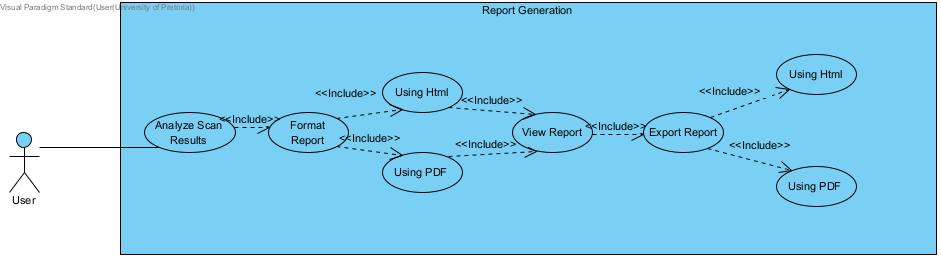 Visual Paradigm Standard(User(University of Pretoria))
Report Generation
Using Html
<<Include>>
Using Html
<<Include>>
<<Include>>
Analyze Scan
Results
<<Include>>
Format
Report
<<Include>>
View Report
<<Include>>
Export Report
<<Include>>
<<Include>>
Using PDF
Using PDF
User